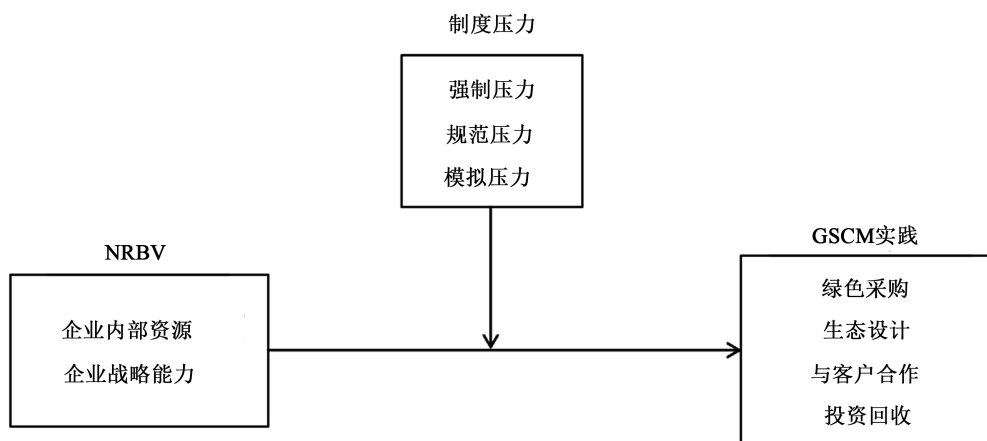 制度压力
强制压力
规范压力
模拟压力
NRBV
企业内部资源
企业战略能力
GSCM实践
绿色采购
生态设计
与客户合作
投资回收